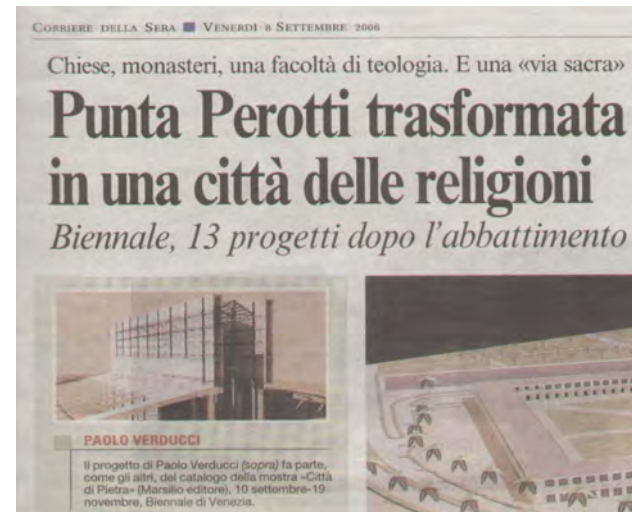 CORRIERE DELLA SERA ■ VENERDÌ 8 SETTEMBRE 2006
Chiese, monasteri, una facoltà di teologia. E una «via sacra»
Punta Perotti trasformata
in una città delle religioni
Biennale, 13 progetti dopo l'abbattimento
PAOLO VERDUCCI
Il progetto di Paolo Verducci (sopra) fa parte,
come gli altri, del catalogo della mostra «Città
di Pietra» (Marsilio editore), 10 settembre-19
novembre, Biennale di Venezia.